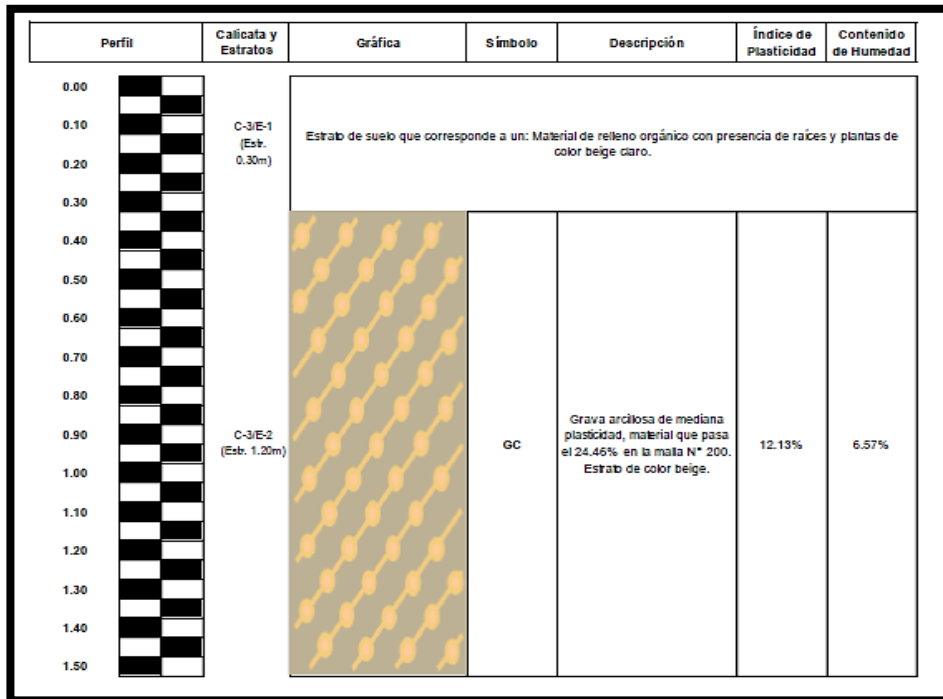 Perfil
Calicata y
Estratos
Gráfica
Símbolo
Descripción
Índice de
Plasticidad
Contenido
de Humedad
0.00
0.10
0.20
0.30
0.40
0.50
0.60
0.70
0.80
0.90
1.00
1.10
1.20
1.30
1.40
1.50
C-3/E-1
(Estr.
0.30m)
Estrato de suelo que corresponde a un: Material de relleno orgánico con presencia de raíces y plantas de
color beige claro.
C-3/E-2
(Estr. 1.20m)
GC
Grava arcillosa de mediana
plasticidad, material que pasa
el 24.46% en la malla N° 200.
Estrato de color beige.
12.13%
6.57%